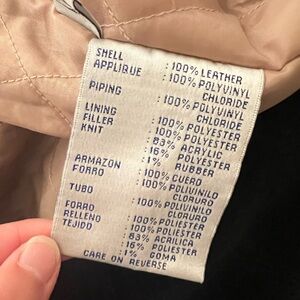 SHELL : 100% LEATHER
APPLIQUE : 100% POLYVINYL
CHLORIDE
PIPING : 100% POLYVINYL
CHLORIDE
LINING : 100% POLYESTER
FILLER : 100% POLYESTER
KNIT : 83% ACRYLIC
: 16% POLYESTER
: 1% RUBBER
ARMAZON : 100% CUERO
FORRO : 100% POLIVINILO
CLORURO
TUBO : 100% POLIVINILO
CLORURO
FORRO : 100% POLIESTER
RELLENO : 100% POLIESTER
TEJIDO : 83% ACRILICA
: 16% POLIESTER
: 1% GOMA
CARE ON REVERSE